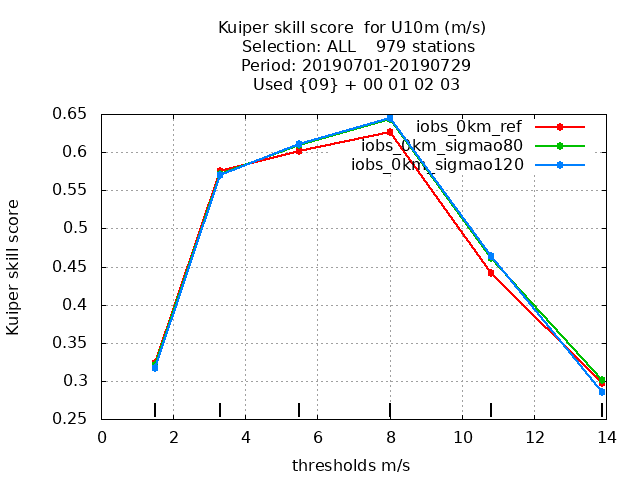 Kuiper skill score  for U10m (m/s)
Selection: ALL    979 stations
Period: 20190701-20190729
Used {09} + 00 01 02 03
Kuiper skill score
0.65
0.6
0.55
0.5
0.45
0.4
0.35
0.3
0.25
iobs_0km_ref
iobs_0km_sigmao80
iobs_0km_sigmao120
0 2 4 6 8 10 12 14
thresholds m/s